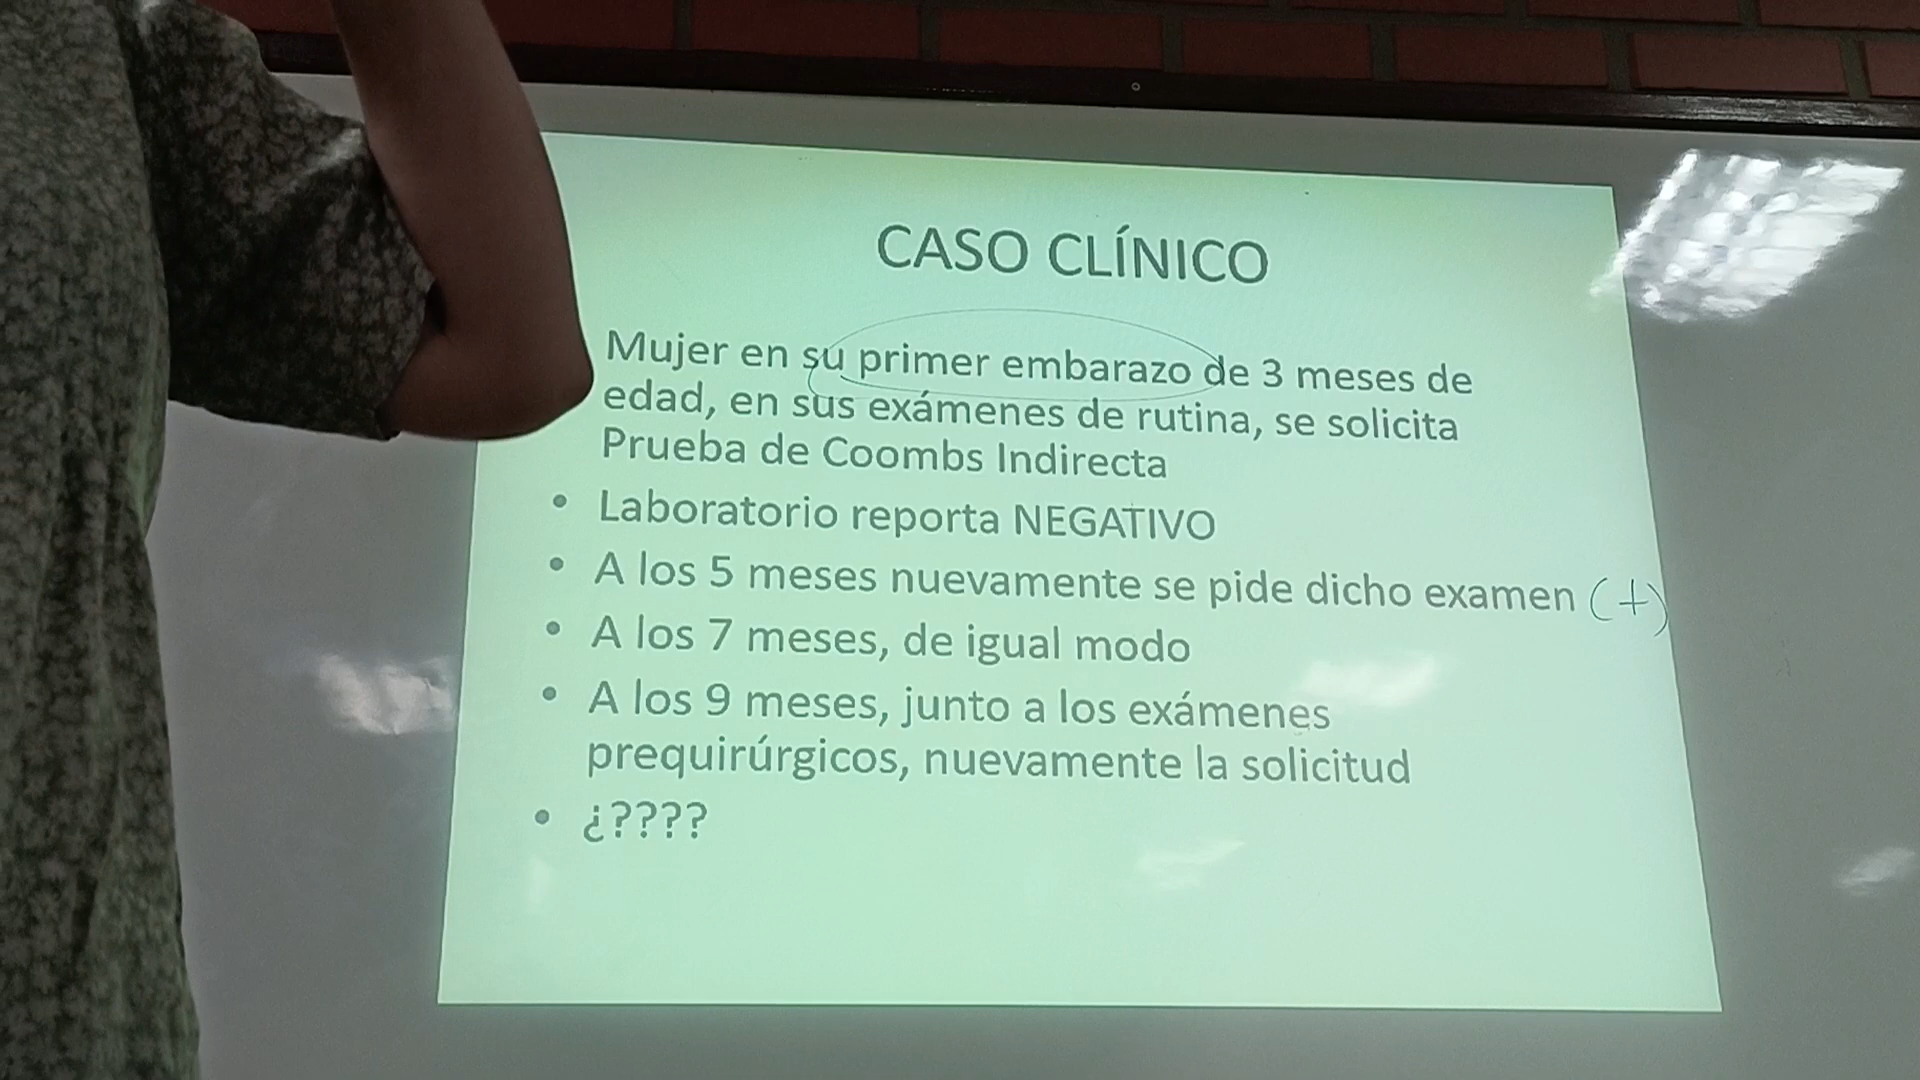 CASO CLÍNICO
Mujer en su primer embarazo de 3 meses de
edad, en sus exámenes de rutina, se solicita
Prueba de Coombs Indirecta
• Laboratorio reporta NEGATIVO
• A los 5 meses nuevamente se pide dicho examen (+)
• A los 7 meses, de igual modo
• A los 9 meses, junto a los exámenes
prequirúrgicos, nuevamente la solicitud
• ¿????